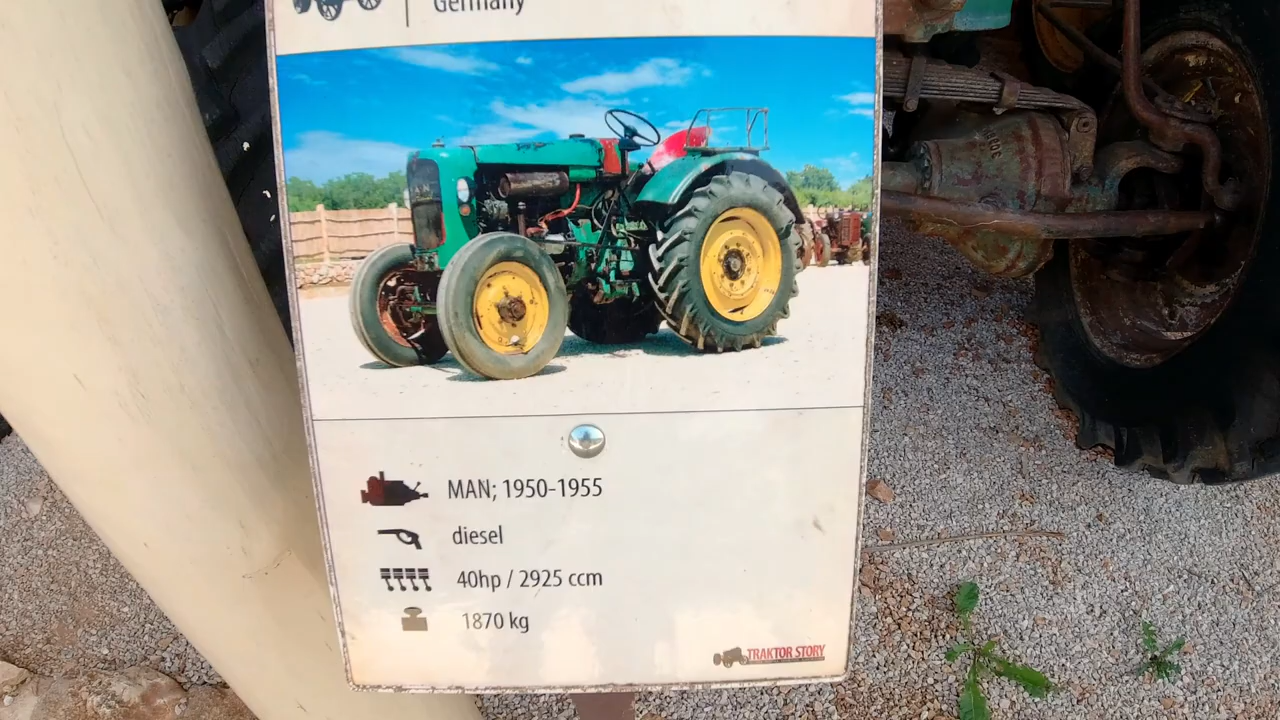 Germany
MAN; 1950-1955
diesel
40hp / 2925 ccm
1870 kg
TRAKTOR STORY